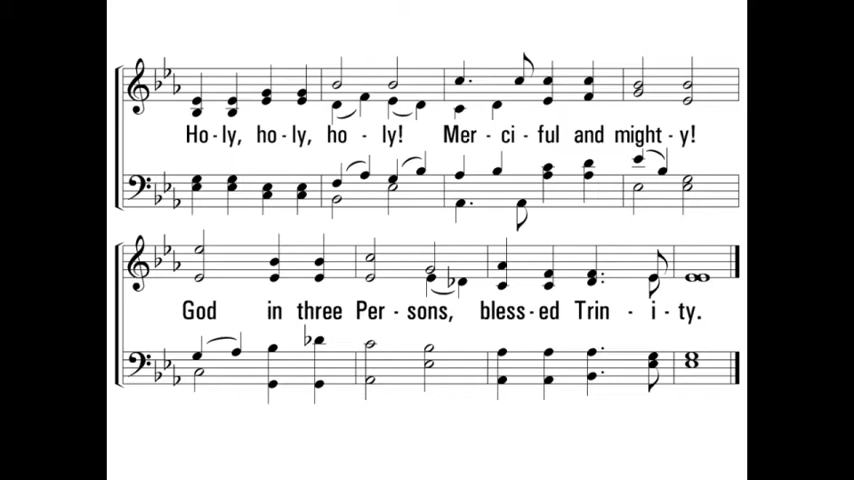 Ho - ly, ho - ly, ho - ly! Mer - ci - ful and might - y!
God in three Per - sons, bless - ed Trin - i - ty.